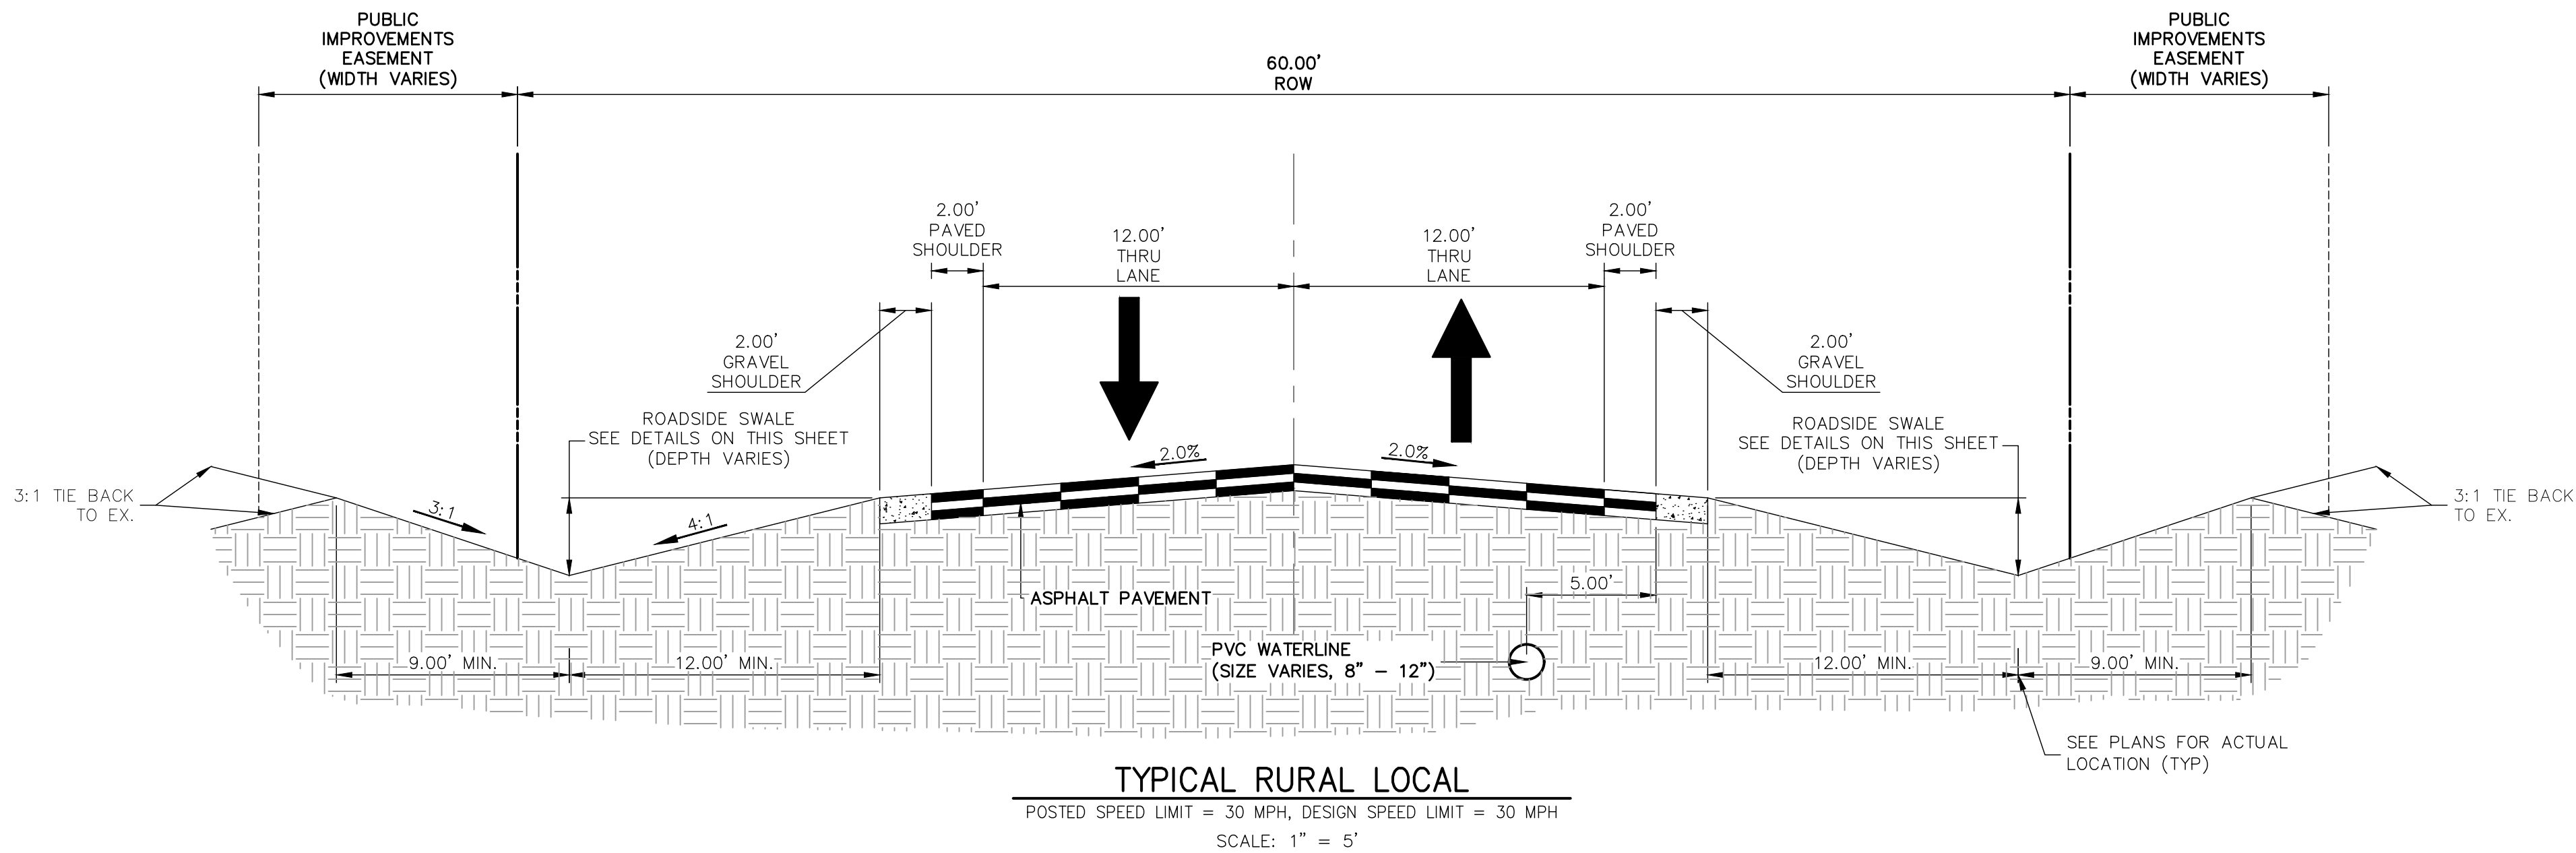 PUBLIC
IMPROVEMENTS
EASEMENT
(WIDTH VARIES)
60.00'
ROW
PUBLIC
IMPROVEMENTS
EASEMENT
(WIDTH VARIES)
2.00'
PAVED
SHOULDER
12.00'
THRU
LANE
12.00'
THRU
LANE
2.00'
PAVED
SHOULDER
2.00'
GRAVEL
SHOULDER
2.00'
GRAVEL
SHOULDER
ROADSIDE SWALE
SEE DETAILS ON THIS SHEET
(DEPTH VARIES)
ROADSIDE SWALE
SEE DETAILS ON THIS SHEET
(DEPTH VARIES)
2.0%
2.0%
3:1 TIE BACK
TO EX.
3:1
4:1
3:1 TIE BACK
TO EX.
5.00'
ASPHALT PAVEMENT
PVC WATERLINE
(SIZE VARIES, 8" – 12")
9.00' MIN.
12.00' MIN.
12.00' MIN.
9.00' MIN.
SEE PLANS FOR ACTUAL
LOCATION (TYP)
TYPICAL RURAL LOCAL
POSTED SPEED LIMIT = 30 MPH, DESIGN SPEED LIMIT = 30 MPH
SCALE: 1" = 5'